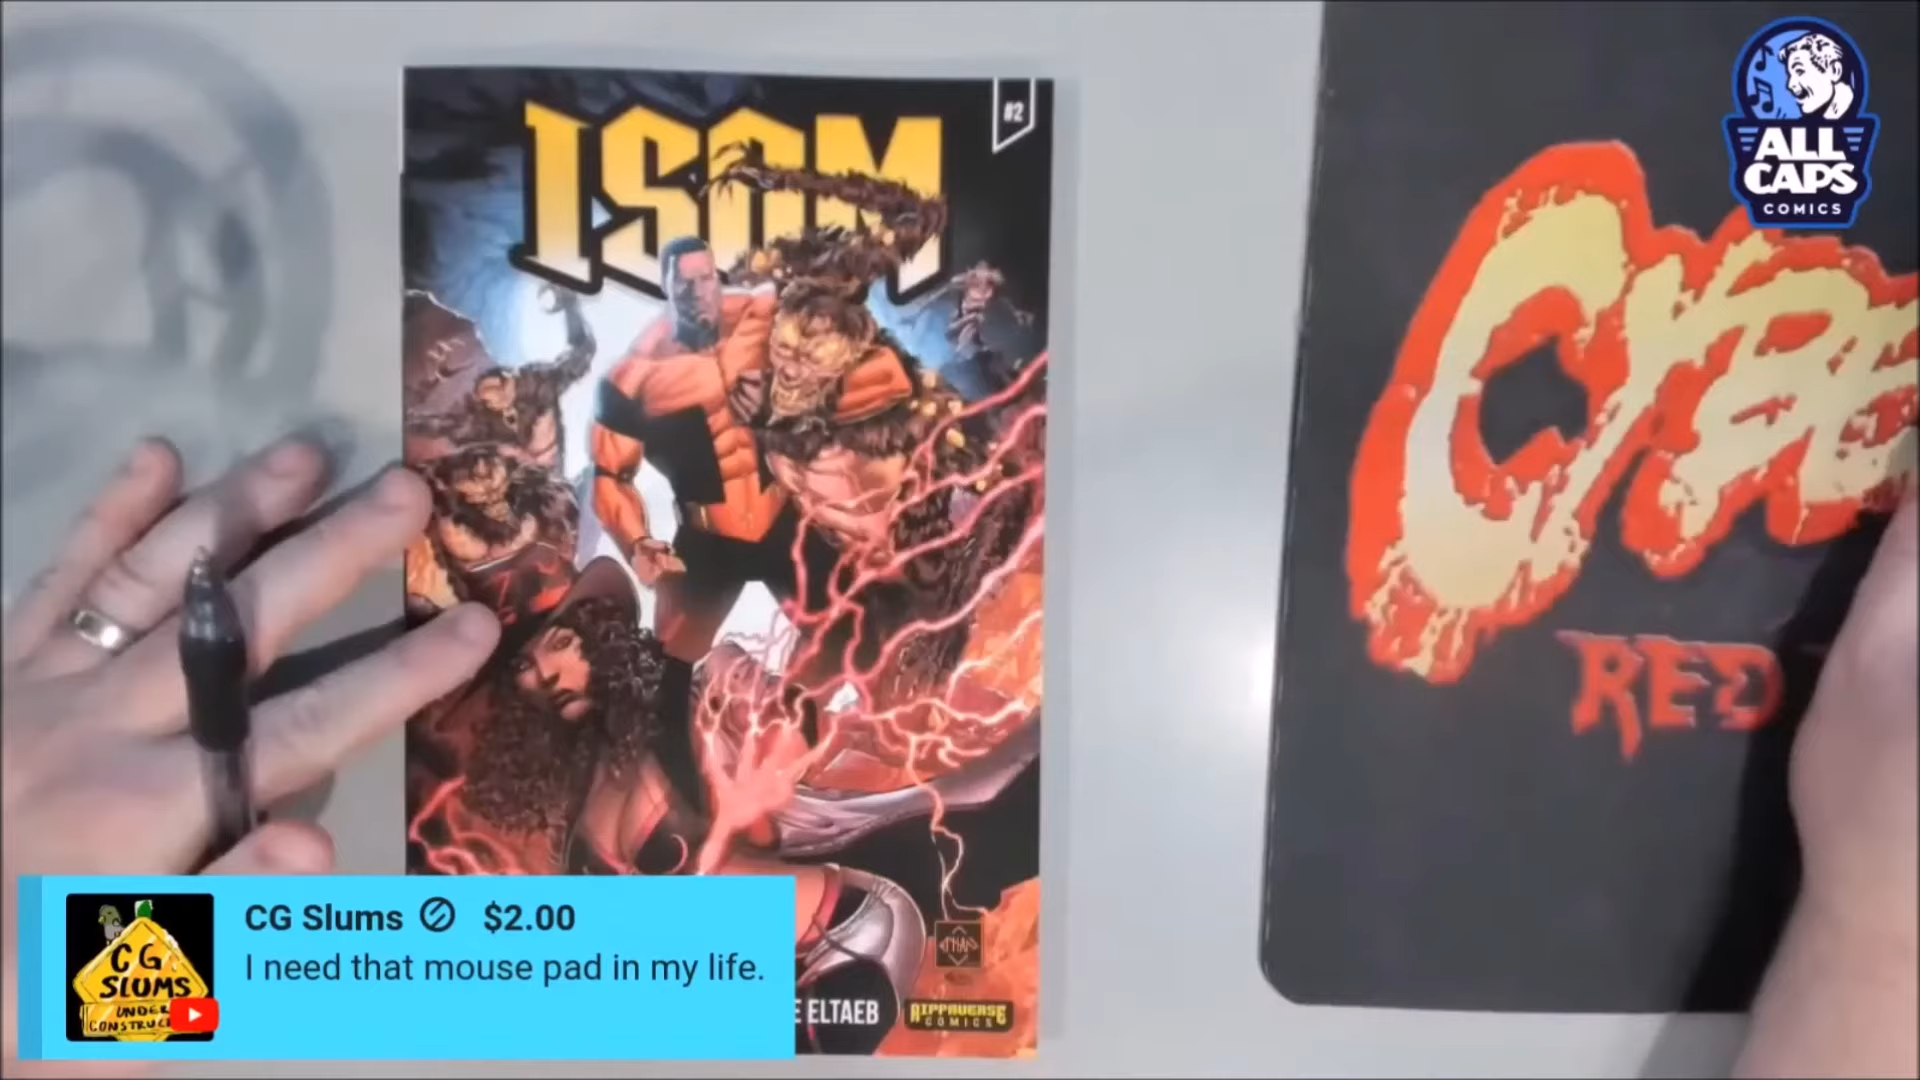 ISOM
#2
ALL
CAPS
COMICS
RED
CG Slums $2.00
I need that mouse pad in my life.
CG
SLUMS
UNDER
E ELTAEB
RIPPAVERSE
COMICS